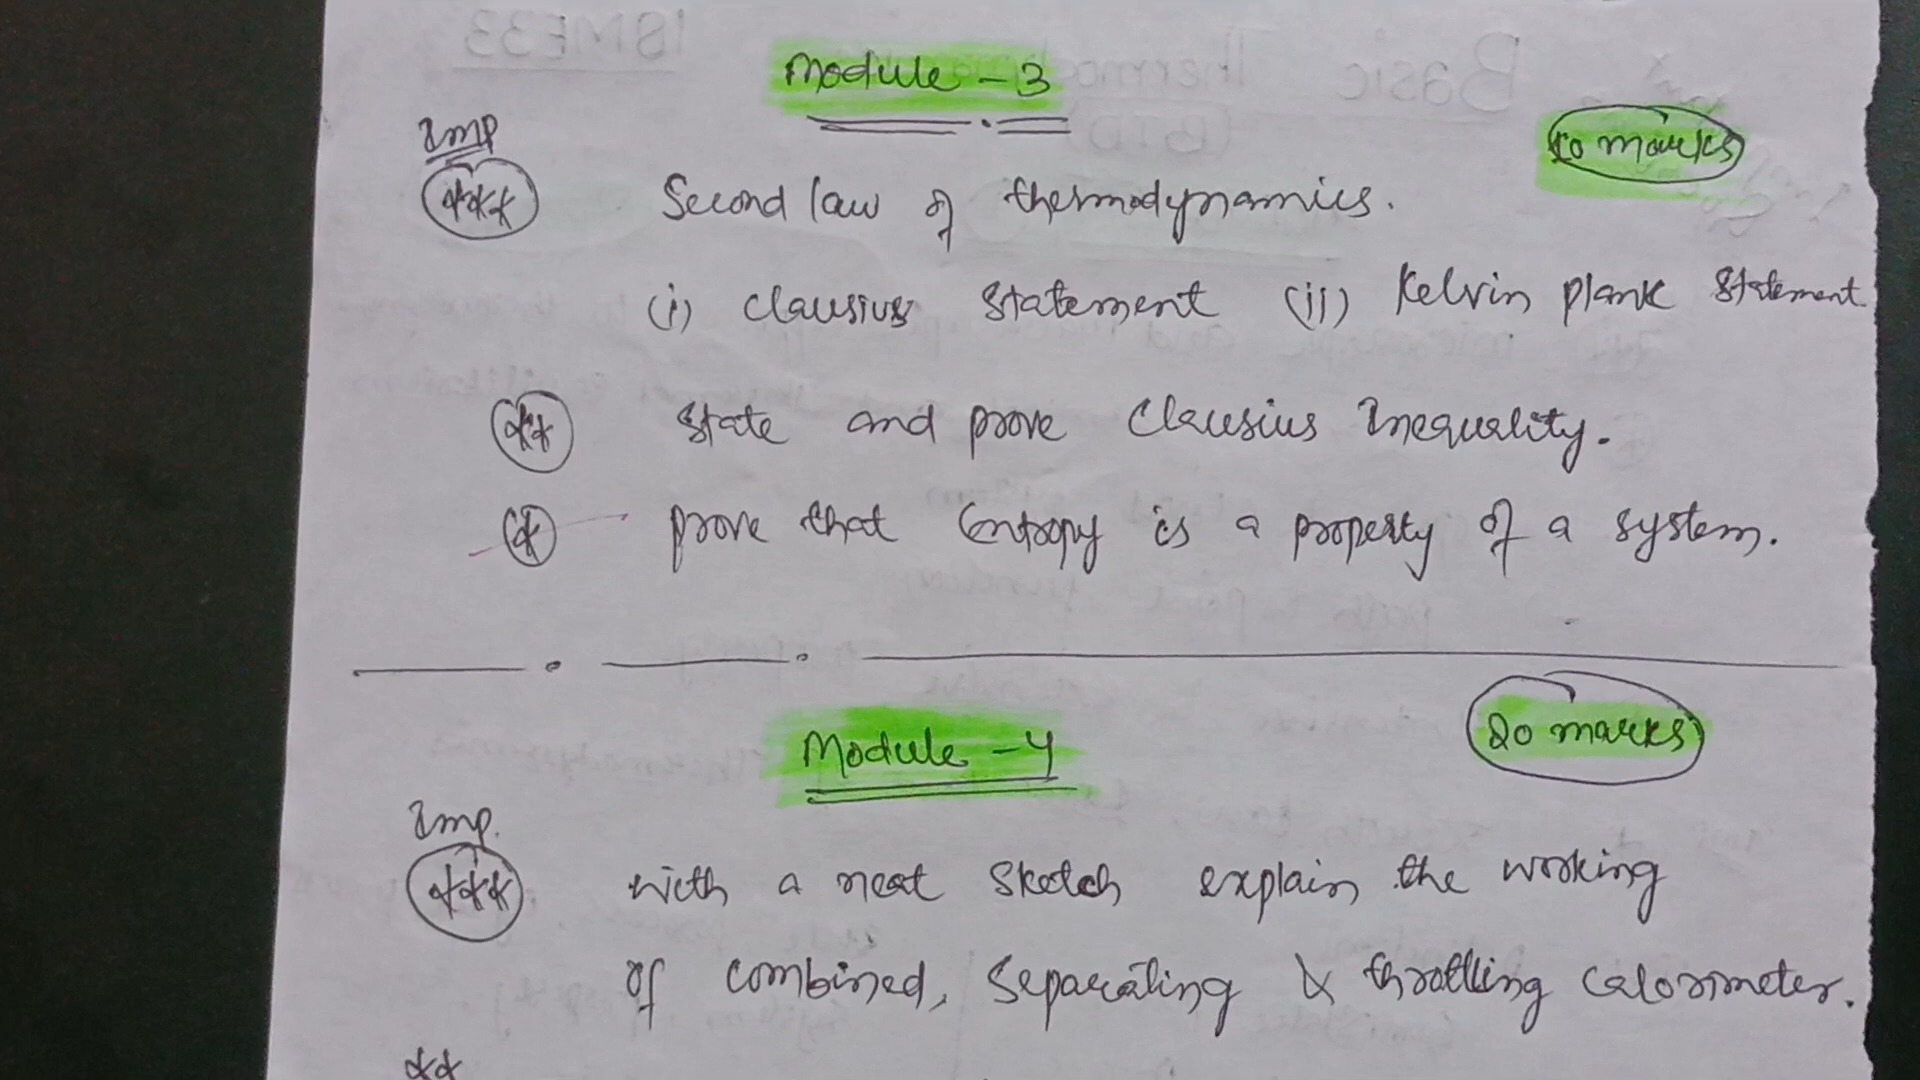 Module - 3
Imp
10 marks
*** Second law of thermodynamics.
(i) Clausius Statement (ii) Kelvin plank Statement
** State and prove Clausius Inequality.
* prove that Entropy is a property of a system.
Module - 4
20 marks
Imp.
*** with a neat sketch explain the working
of combined, Separating & throttling Calorimeter.
**